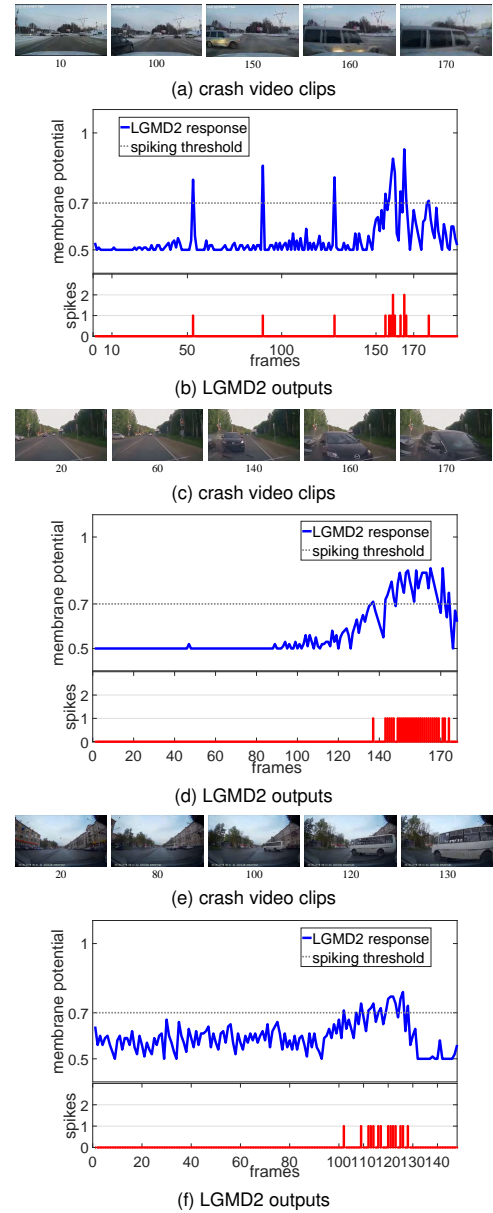 10 100 150 160 170
(a) crash video clips
LGMD2 response
spiking threshold
membrane potential
1
0.7
0.5
spikes
2
1
0
0 10 50 100 150 170
frames
(b) LGMD2 outputs
20 60 140 160 170
(c) crash video clips
LGMD2 response
spiking threshold
membrane potential
1
0.7
0.5
spikes
2
1
0
0 20 40 60 80 100 120 140 170
frames
(d) LGMD2 outputs
20 80 100 120 130
(e) crash video clips
LGMD2 response
spiking threshold
membrane potential
1
0.7
0.5
spikes
2
1
0
0 20 40 60 80 100 110 120 130 140
frames
(f) LGMD2 outputs